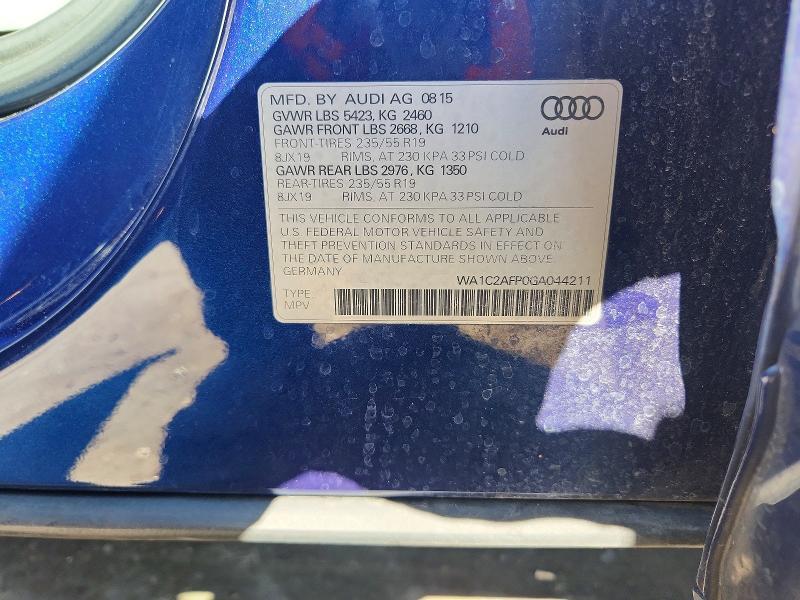 MFD. BY AUDI AG 08 15
GVWR LBS 5423, KG 2460
GAWR FRONT LBS 2668, KG 1210
FRONT-TIRES 235/55 R19
8JX19 RIMS, AT 230 KPA 33 PSI COLD
GAWR REAR LBS 2976, KG 1350
REAR-TIRES 235/55 R19
8JX19 RIMS, AT 230 KPA 33 PSI COLD
Audi
THIS VEHICLE CONFORMS TO ALL APPLICABLE
U.S. FEDERAL MOTOR VEHICLE SAFETY AND
THEFT PREVENTION STANDARDS IN EFFECT ON
THE DATE OF MANUFACTURE SHOWN ABOVE.
GERMANY
WA1C2AFP0GA044211
TYPE
MPV